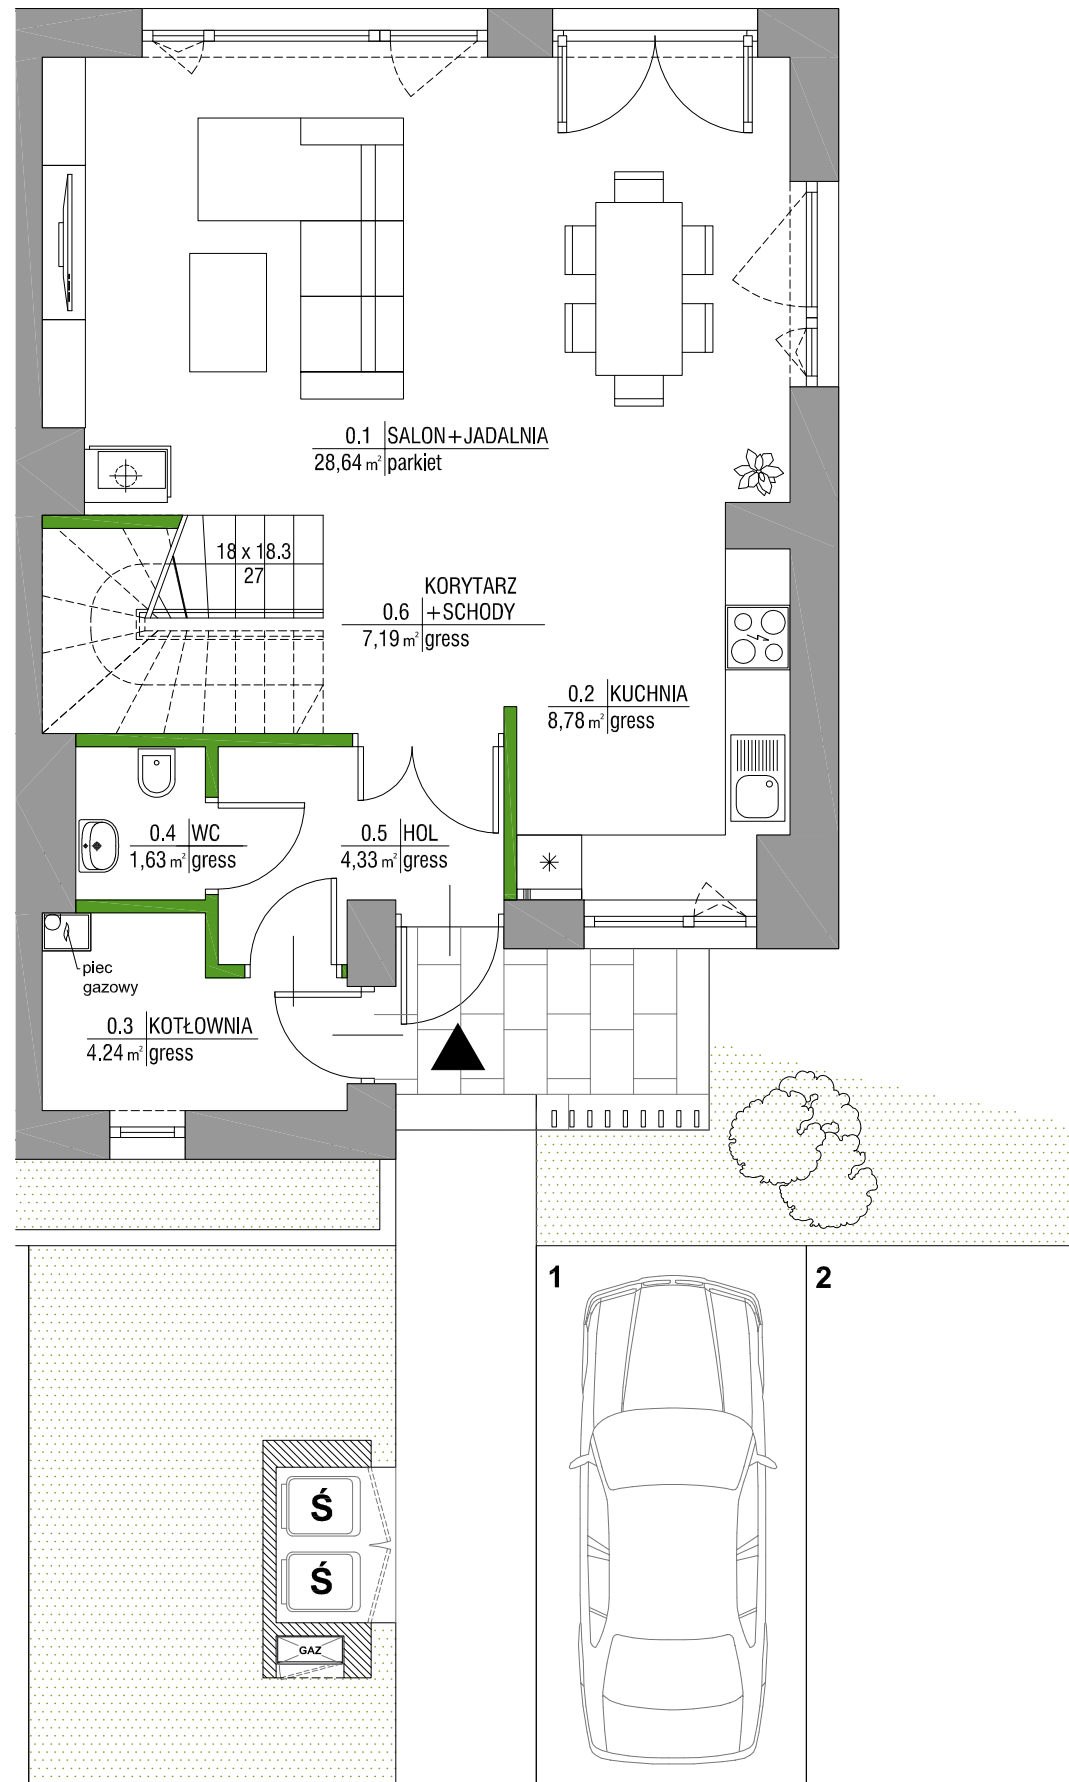 0.1 SALON+JADALNIA
28,64 m² parkiet
18 x 18.3
27
KORYTARZ
0.6 +SCHODY
7,19 m² gress
0.2 KUCHNIA
8,78 m² gress
0.4 WC
1,63 m² gress
0.5 HOL
4,33 m² gress
piec
gazowy
0.3 KOTŁOWNIA
4.24 m² gress
1
2
Ś
Ś
GAZ